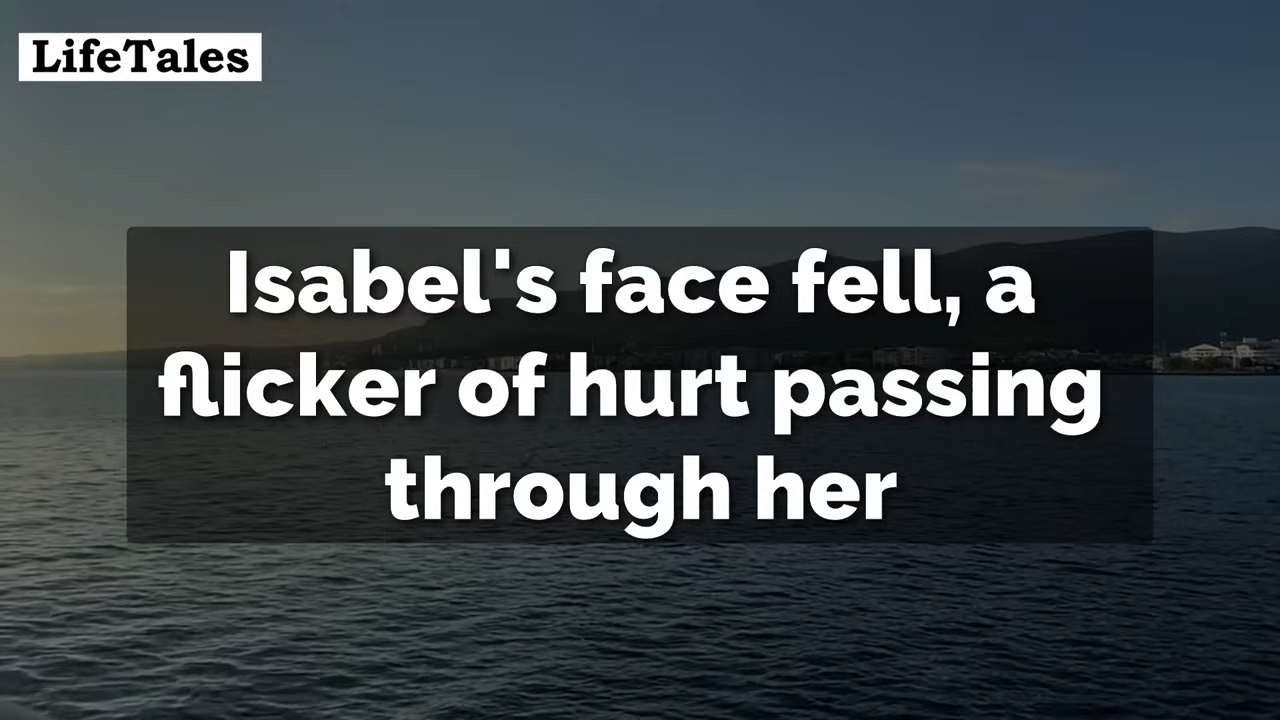 LifeTales
Isabel's face fell, a
flicker of hurt passing
through her